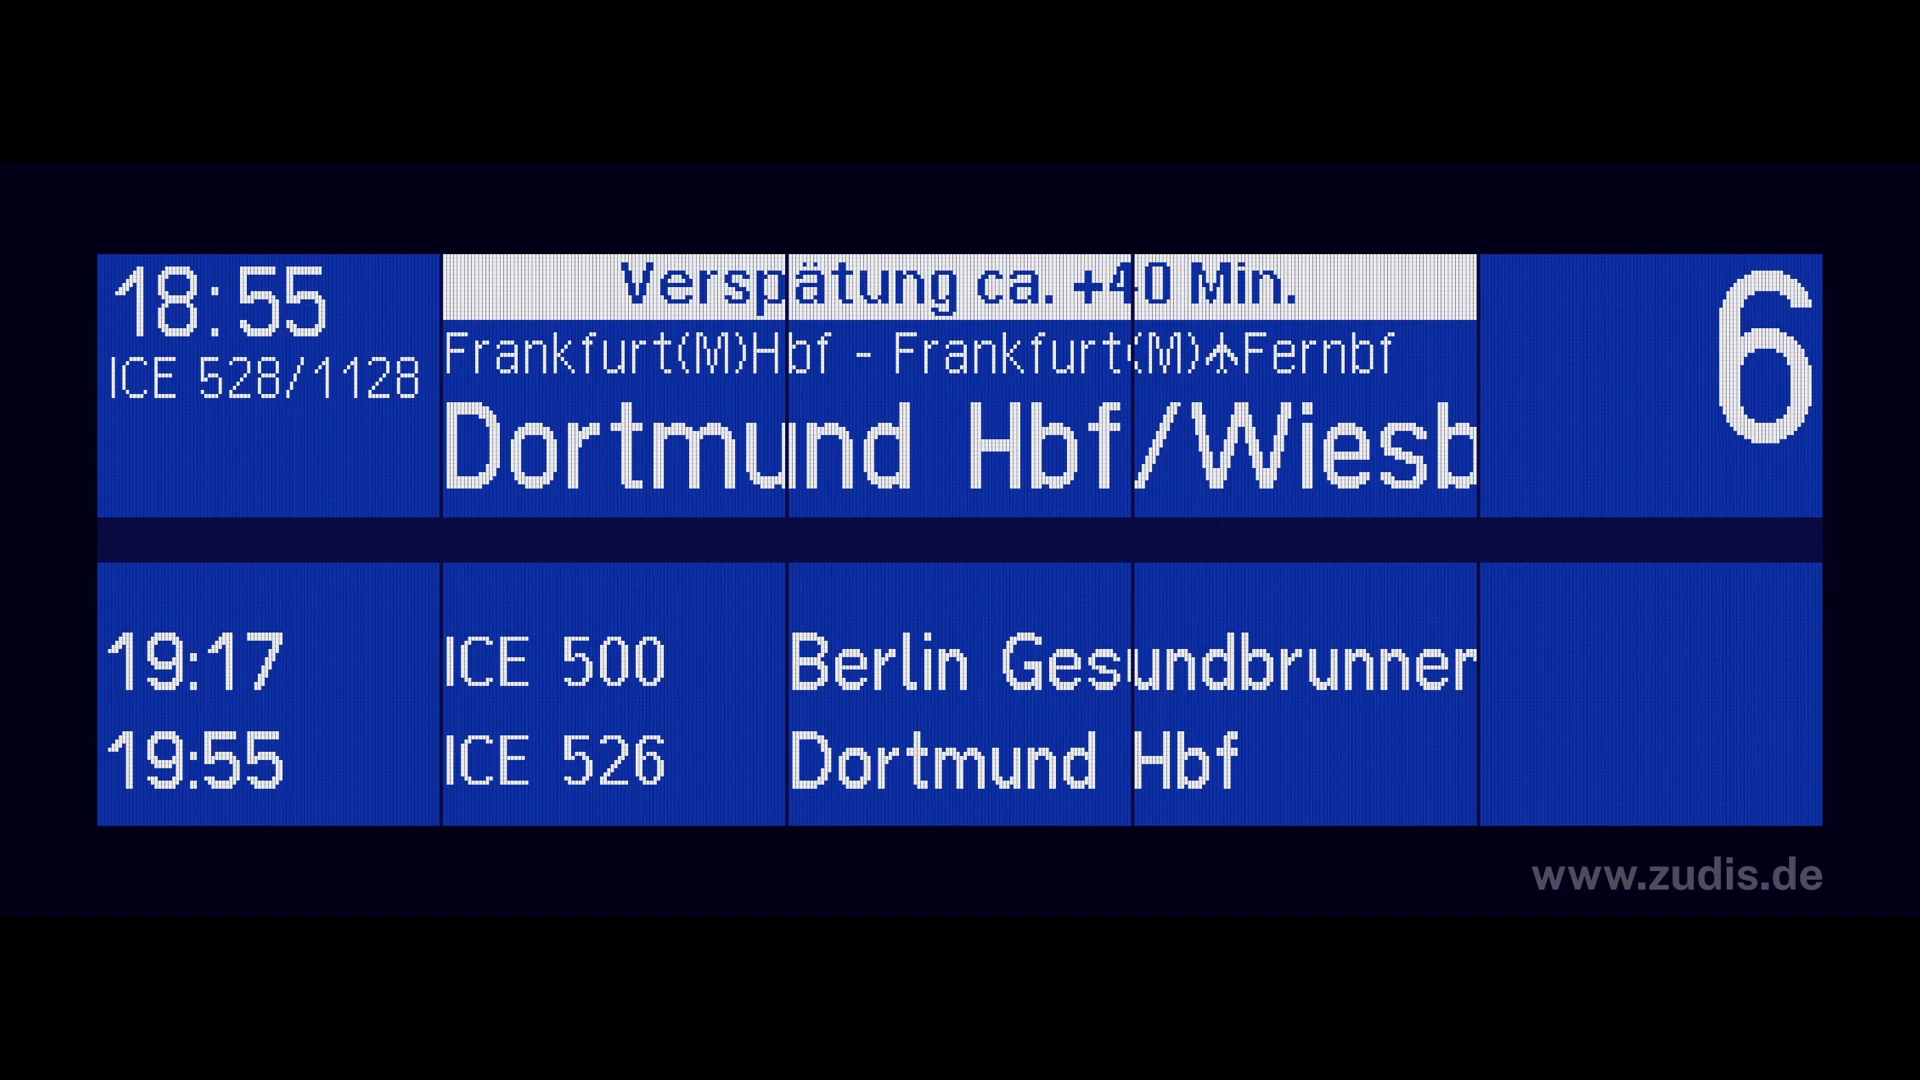 18:55
Verspätung ca. +40 Min.
6
ICE 528/1128
Frankfurt(M)Hbf - Frankfurt(M)✈Fernbf
Dortmund Hbf/Wiesb
19:17 ICE 500 Berlin Gesundbrunner
19:55 ICE 526 Dortmund Hbf
www.zudis.de